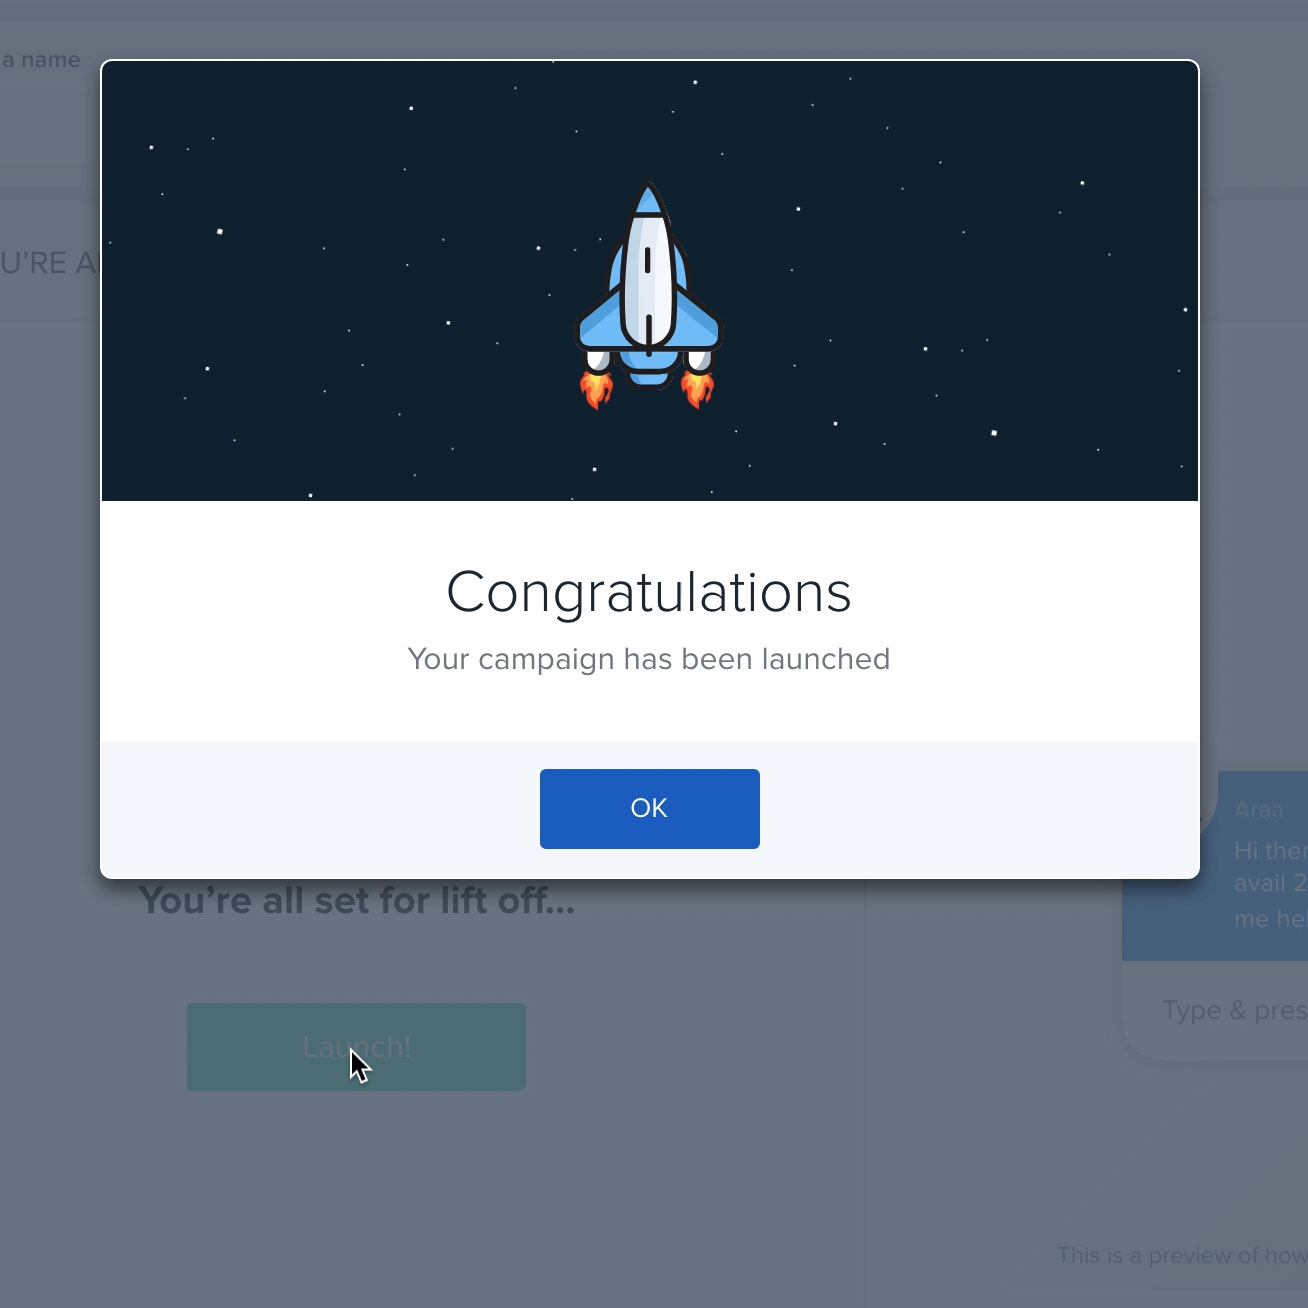 a name
U’RE A
Congratulations
Your campaign has been launched
OK
You’re all set for lift off...
Launch!
Araa
Hi ther
avail 2
me he
Type & pres
This is a preview of how